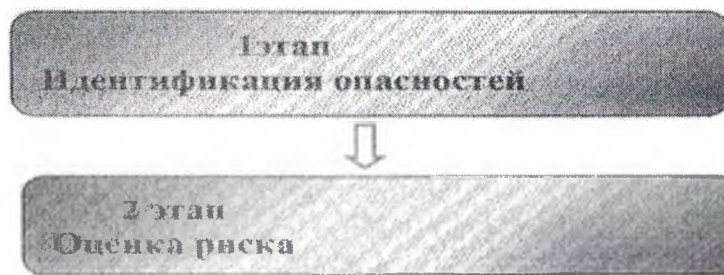 1этап
Идентификация опасностей
2 этап
Оценка риска